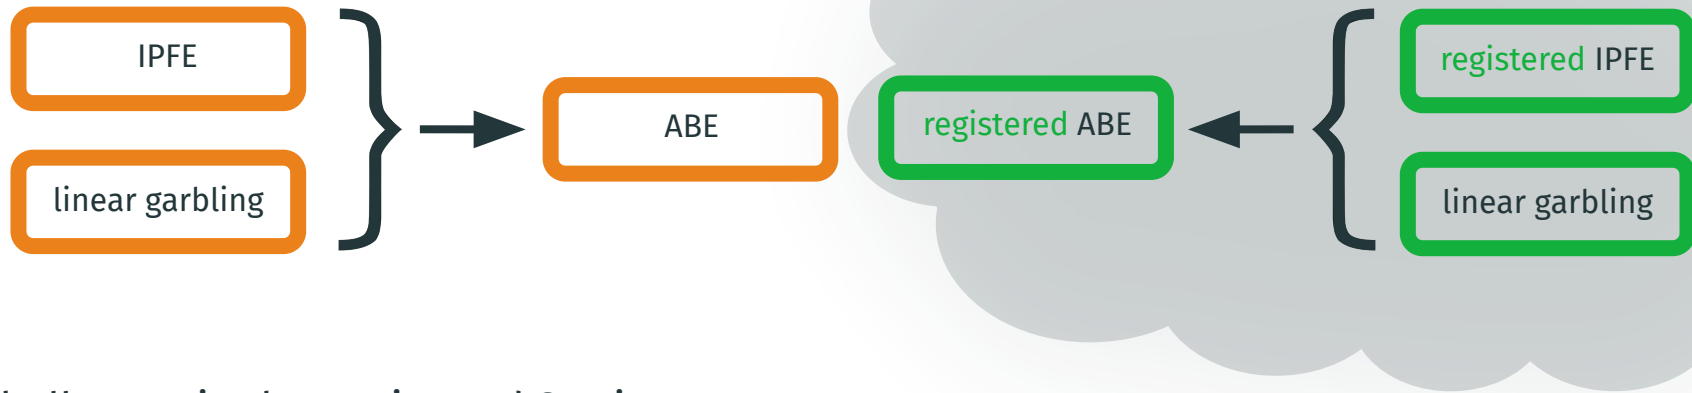 IPFE
linear garbling
ABE
registered ABE
registered IPFE
linear garbling